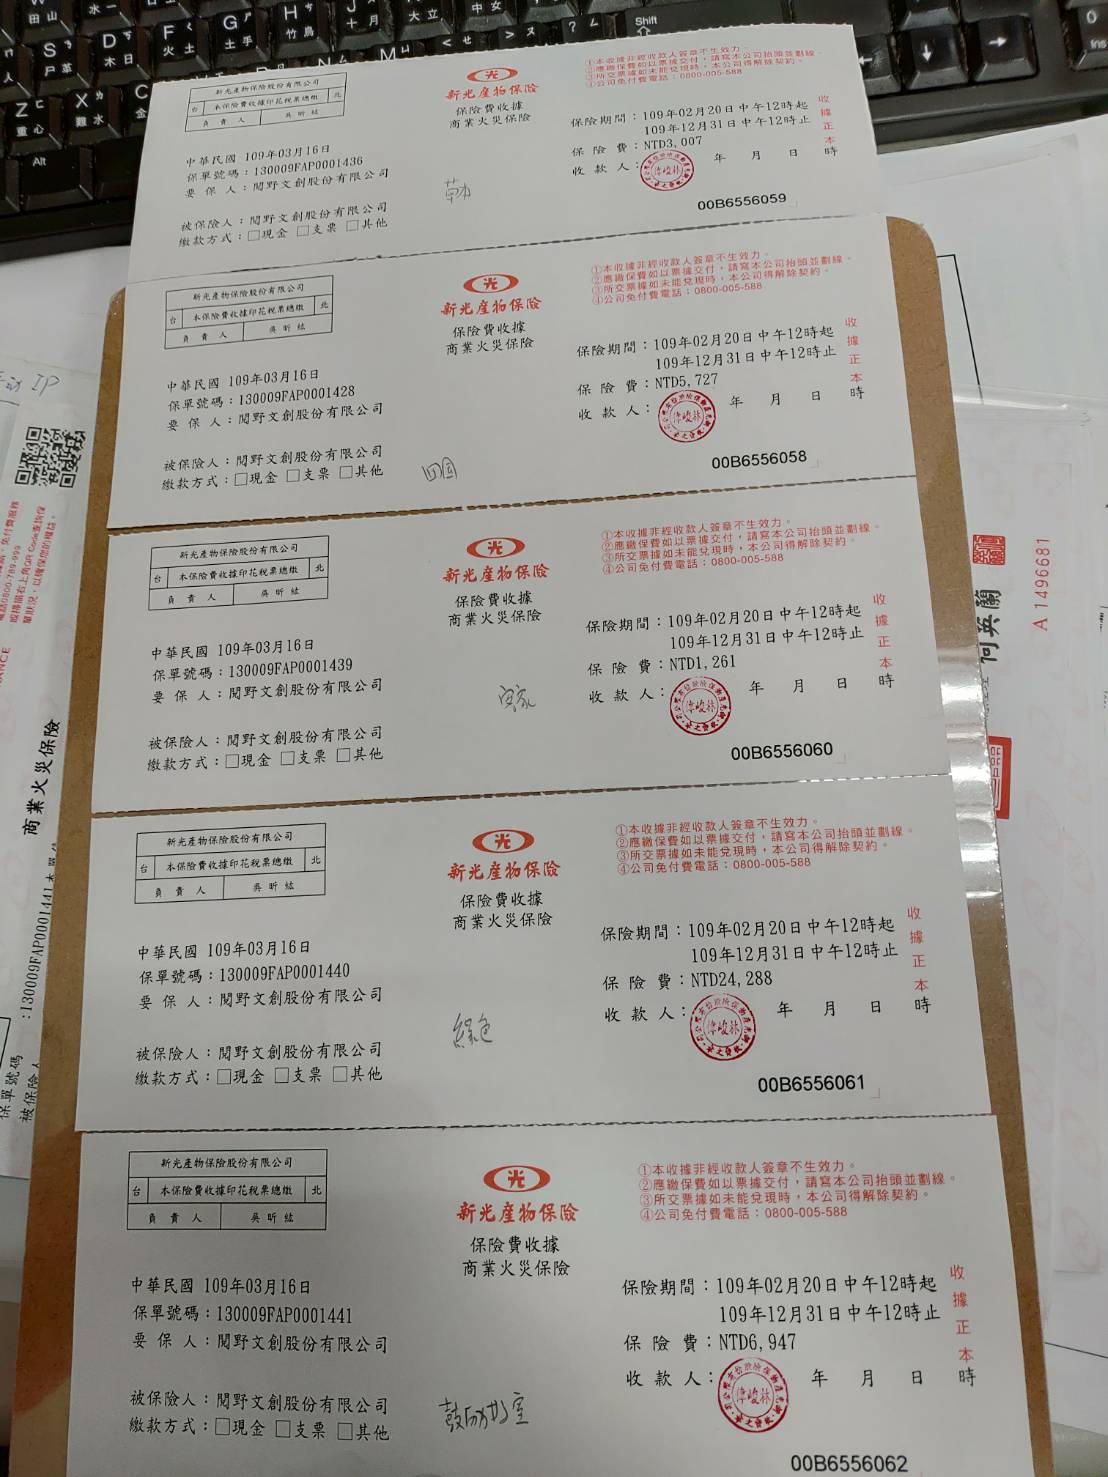 新光產物保險股份有限公司
台 本保險費收據印花稅票總繳 北
負責人 吳昕紘
光
新光產物保險
保險費收據
商業火災保險
①本收據非經收款人簽章不生效力。
②應繳保費如以票據交付,請寫本公司抬頭並劃線。
③所交票據如未能兌現時,本公司得解除契約。
④公司免付費電話:0800-005-588
中華民國 109年03月16日
保單號碼:130009FAP0001436
要保人:閱野文創股份有限公司
被保險人:閱野文創股份有限公司
繳款方式:□現金 □支票 □其他
保險期間:109年02月20日中午12時起
109年12月31日中午12時止
保險費:NTD3,007
收款人: 年 月 日 時
收據正本
00B6556059
新光產物保險股份有限公司
台 本保險費收據印花稅票總繳 北
負責人 吳昕紘
光
新光產物保險
保險費收據
商業火災保險
①本收據非經收款人簽章不生效力。
②應繳保費如以票據交付,請寫本公司抬頭並劃線。
③所交票據如未能兌現時,本公司得解除契約。
④公司免付費電話:0800-005-588
中華民國 109年03月16日
保單號碼:130009FAP0001428
要保人:閱野文創股份有限公司
被保險人:閱野文創股份有限公司
繳款方式:□現金 □支票 □其他
四國
保險期間:109年02月20日中午12時起
109年12月31日中午12時止
保險費:NTD5,727
收款人: 年 月 日 時
收據正本
00B6556058
新光產物保險股份有限公司
台 本保險費收據印花稅票總繳 北
負責人 吳昕紘
光
新光產物保險
保險費收據
商業火災保險
①本收據非經收款人簽章不生效力。
②應繳保費如以票據交付,請寫本公司抬頭並劃線。
③所交票據如未能兌現時,本公司得解除契約。
④公司免付費電話:0800-005-588
中華民國 109年03月16日
保單號碼:130009FAP0001439
要保人:閱野文創股份有限公司
被保險人:閱野文創股份有限公司
繳款方式:□現金 □支票 □其他
保險期間:109年02月20日中午12時起
109年12月31日中午12時止
保險費:NTD1,261
收款人: 年 月 日 時
收據正本
00B6556060
新光產物保險股份有限公司
台 本保險費收據印花稅票總繳 北
負責人 吳昕紘
光
新光產物保險
保險費收據
商業火災保險
①本收據非經收款人簽章不生效力。
②應繳保費如以票據交付,請寫本公司抬頭並劃線。
③所交票據如未能兌現時,本公司得解除契約。
④公司免付費電話:0800-005-588
中華民國 109年03月16日
保單號碼:130009FAP0001440
要保人:閱野文創股份有限公司
被保險人:閱野文創股份有限公司
繳款方式:□現金 □支票 □其他
綠色
保險期間:109年02月20日中午12時起
109年12月31日中午12時止
保險費:NTD24,288
收款人: 年 月 日 時
收據正本
00B6556061
新光產物保險股份有限公司
台 本保險費收據印花稅票總繳 北
負責人 吳昕紘
光
新光產物保險
保險費收據
商業火災保險
①本收據非經收款人簽章不生效力。
②應繳保費如以票據交付,請寫本公司抬頭並劃線。
③所交票據如未能兌現時,本公司得解除契約。
④公司免付費電話:0800-005-588
中華民國 109年03月16日
保單號碼:130009FAP0001441
要保人:閱野文創股份有限公司
被保險人:閱野文創股份有限公司
繳款方式:□現金 □支票 □其他
保險期間:109年02月20日中午12時起
109年12月31日中午12時止
保險費:NTD6,947
收款人: 年 月 日 時
收據正本
00B6556062
商業火災保險
:130009FAP0001441
保單號碼
被保險人
何英蘭
A1496681
Shift
Alt
Ins